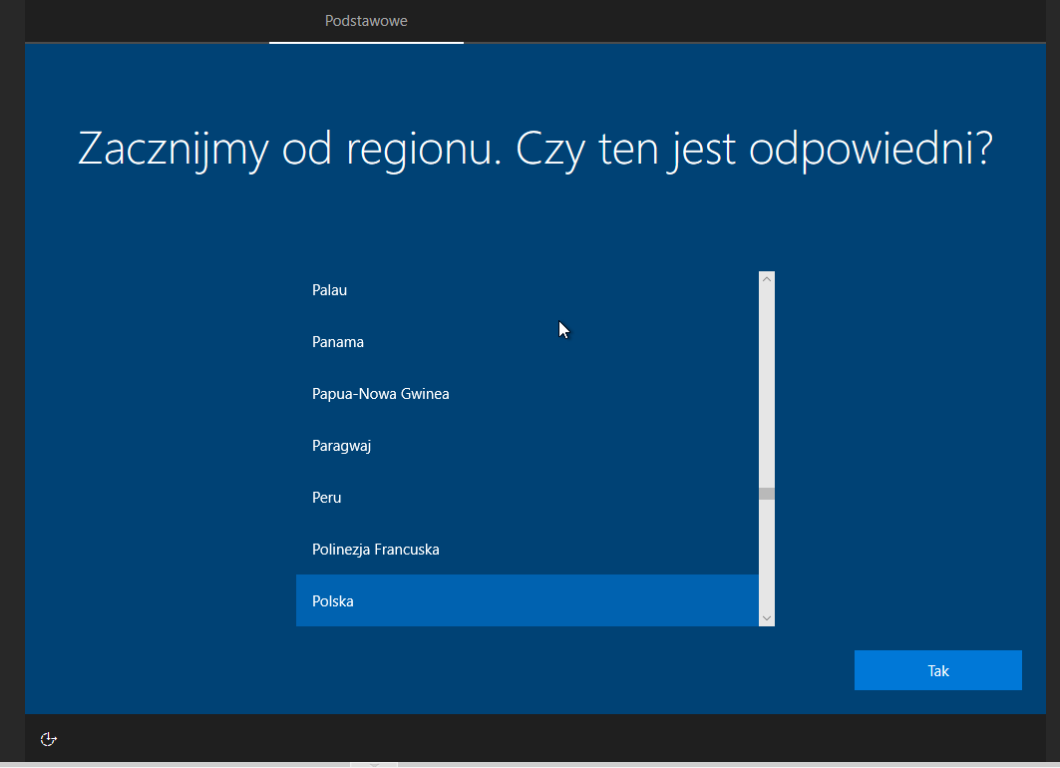 Podstawowe
Zacznijmy od regionu. Czy ten jest odpowiedni?
Palau
Panama
Papua-Nowa Gwinea
Paragwaj
Peru
Polinezja Francuska
Polska
Tak